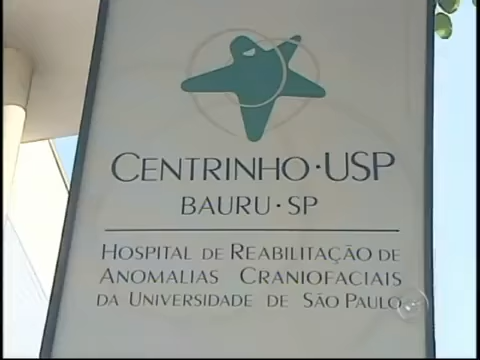 CENTRINHO·USP
BAURU·SP
HOSPITAL DE REABILITAÇÃO DE
ANOMALIAS CRANIOFACIAIS
DA UNIVERSIDADE DE SÃO PAULO